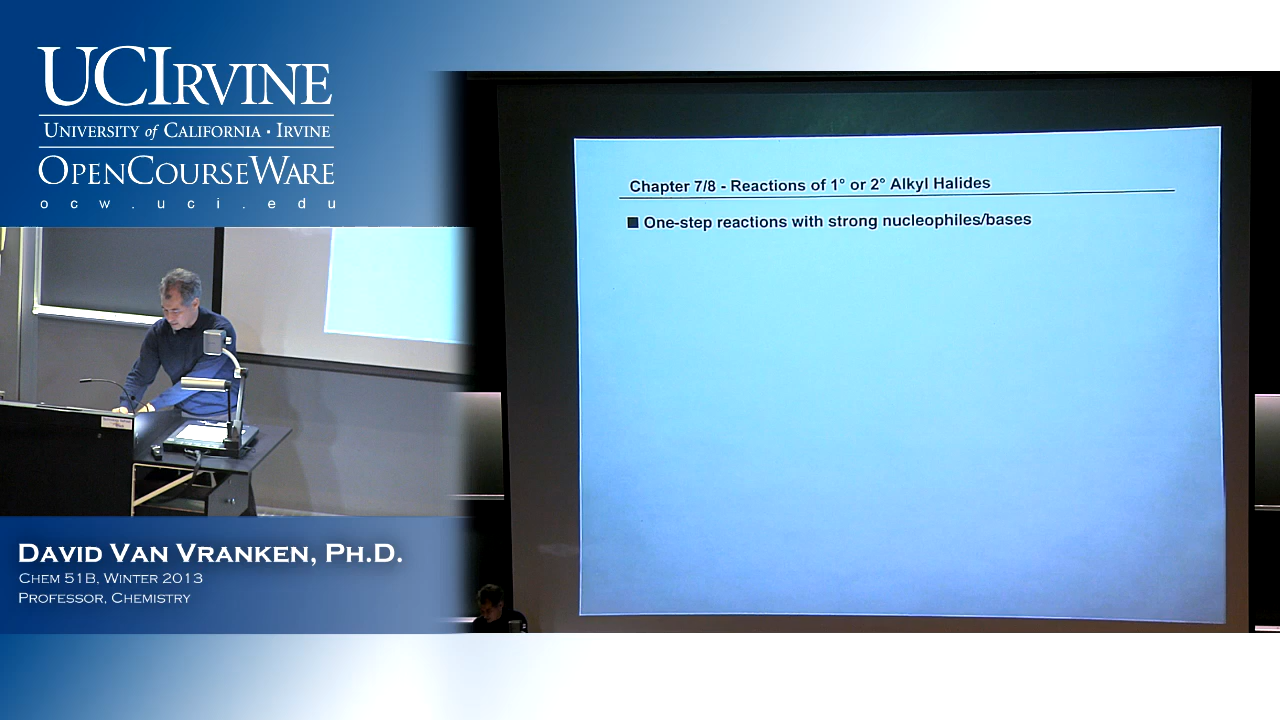 UCIRVINE
UNIVERSITY of CALIFORNIA · IRVINE
OPENCOURSEWARE
ocw.uci.edu
DAVID VAN VRANKEN, PH.D.
CHEM 51B, WINTER 2013
PROFESSOR, CHEMISTRY
Chapter 7/8 - Reactions of 1° or 2° Alkyl Halides
■ One-step reactions with strong nucleophiles/bases